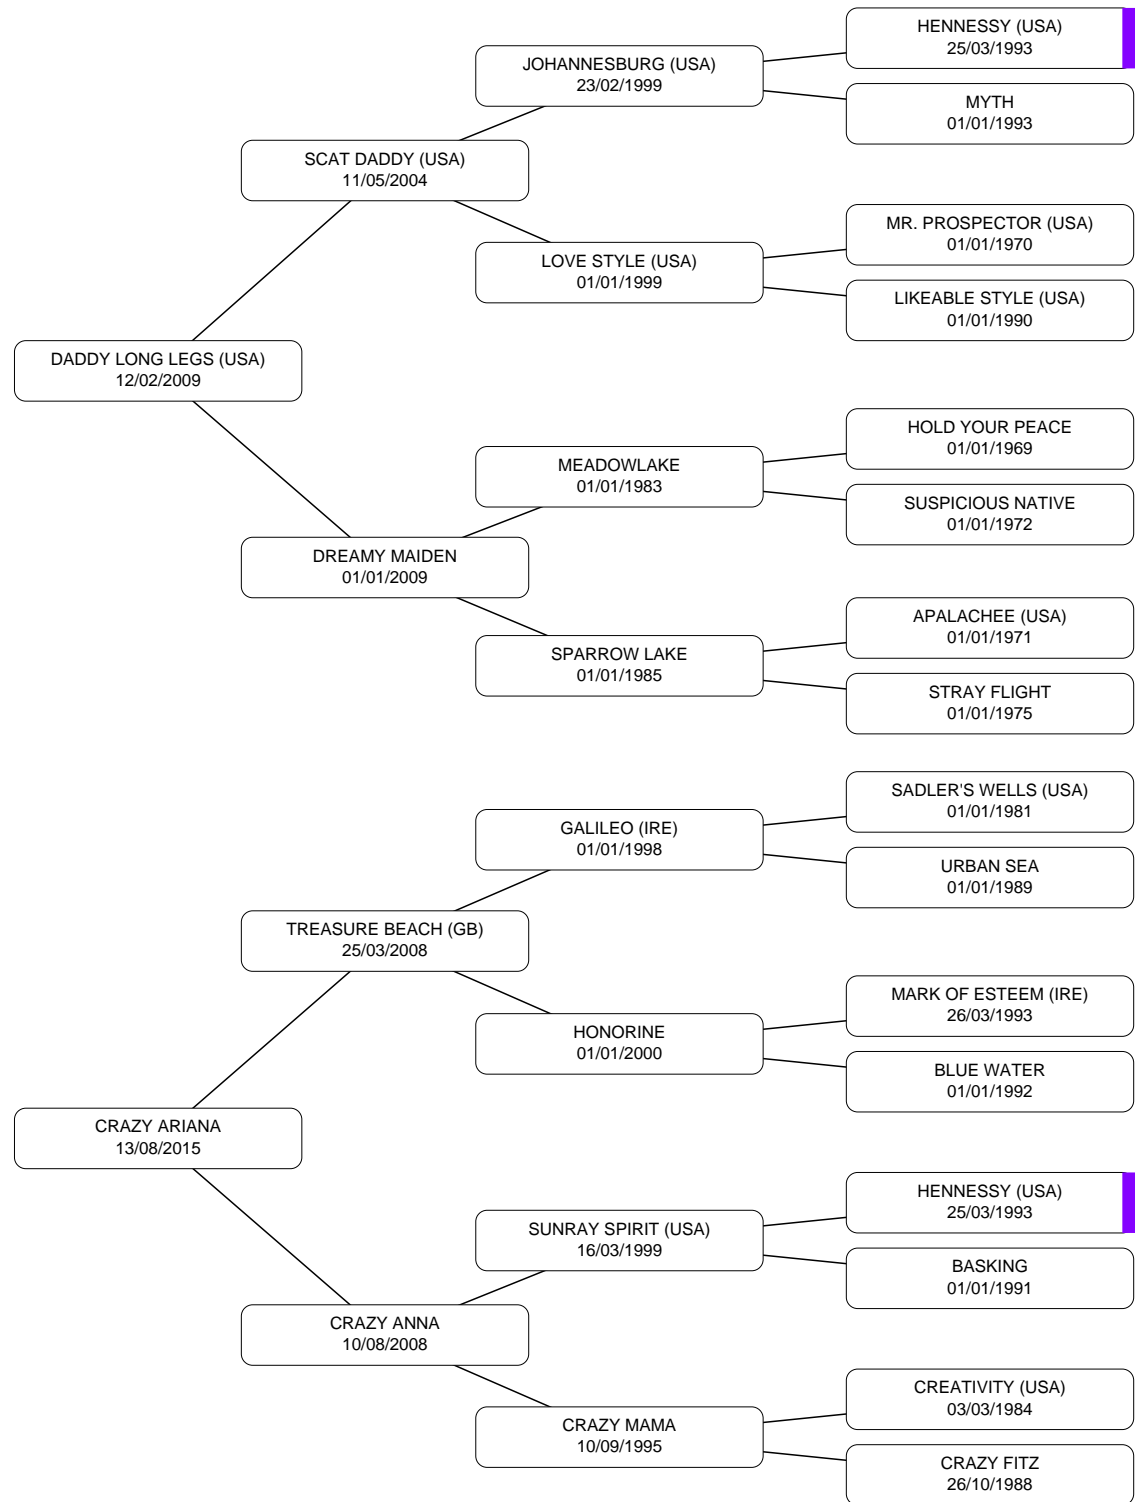 HENNESSY (USA)
25/03/1993
JOHANNESBURG (USA)
23/02/1999
MYTH
01/01/1993
SCAT DADDY (USA)
11/05/2004
MR. PROSPECTOR (USA)
01/01/1970
LOVE STYLE (USA)
01/01/1999
LIKEABLE STYLE (USA)
01/01/1990
DADDY LONG LEGS (USA)
12/02/2009
HOLD YOUR PEACE
01/01/1969
MEADOWLAKE
01/01/1983
SUSPICIOUS NATIVE
01/01/1972
DREAMY MAIDEN
01/01/2009
APALACHEE (USA)
01/01/1971
SPARROW LAKE
01/01/1985
STRAY FLIGHT
01/01/1975
SADLER'S WELLS (USA)
01/01/1981
GALILEO (IRE)
01/01/1998
URBAN SEA
01/01/1989
TREASURE BEACH (GB)
25/03/2008
MARK OF ESTEEM (IRE)
26/03/1993
HONORINE
01/01/2000
BLUE WATER
01/01/1992
CRAZY ARIANA
13/08/2015
HENNESSY (USA)
25/03/1993
SUNRAY SPIRIT (USA)
16/03/1999
BASKING
01/01/1991
CRAZY ANNA
10/08/2008
CREATIVITY (USA)
03/03/1984
CRAZY MAMA
10/09/1995
CRAZY FITZ
26/10/1988